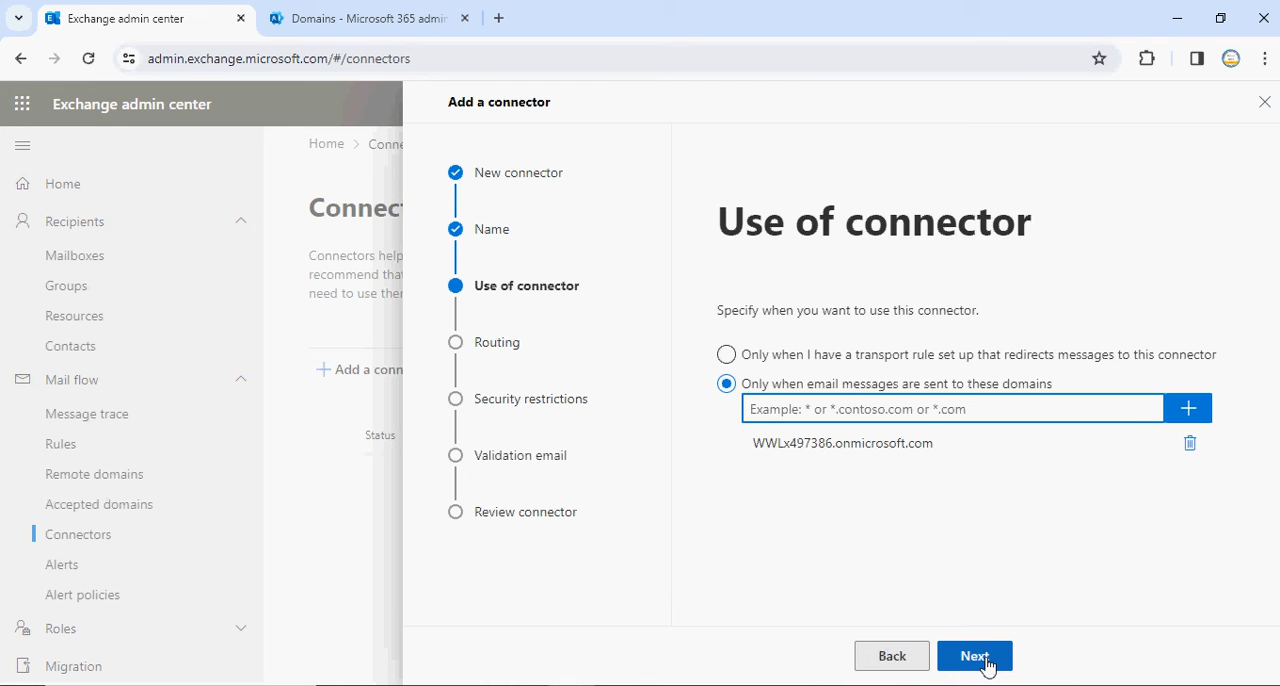 Exchange admin center
Domains - Microsoft 365 admin
admin.exchange.microsoft.com/#/connectors
Exchange admin center
Home
Recipients
Mailboxes
Groups
Resources
Contacts
Mail flow
Message trace
Rules
Remote domains
Accepted domains
Connectors
Alerts
Alert policies
Roles
Migration
Home > Conne
Connec
Connectors help
recommend tha
need to use the
+ Add a conn
Status
Add a connector
New connector
Name
Use of connector
Routing
Security restrictions
Validation email
Review connector
Use of connector
Specify when you want to use this connector.
Only when I have a transport rule set up that redirects messages to this connector
Only when email messages are sent to these domains
Example: * or *.contoso.com or *.com
WWLx497386.onmicrosoft.com
Back
Next